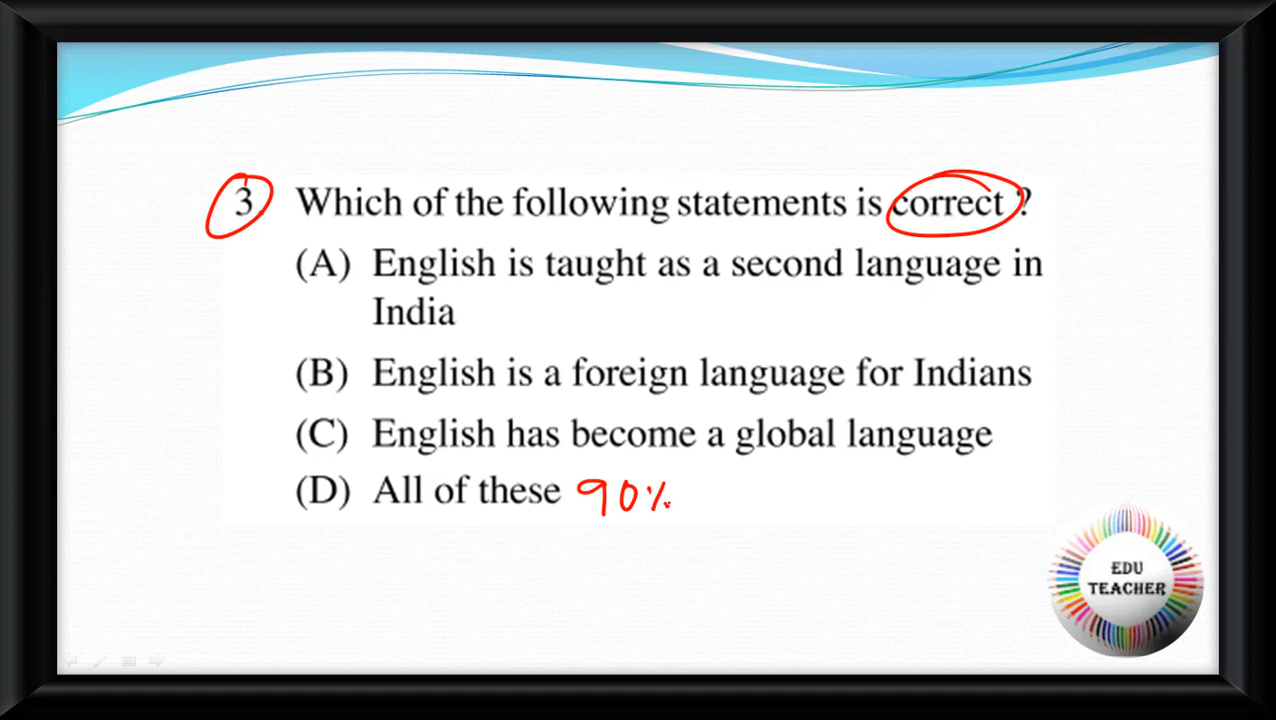 3 Which of the following statements is correct ?
(A) English is taught as a second language in
India
(B) English is a foreign language for Indians
(C) English has become a global language
(D) All of these 90%
EDU
TEACHER